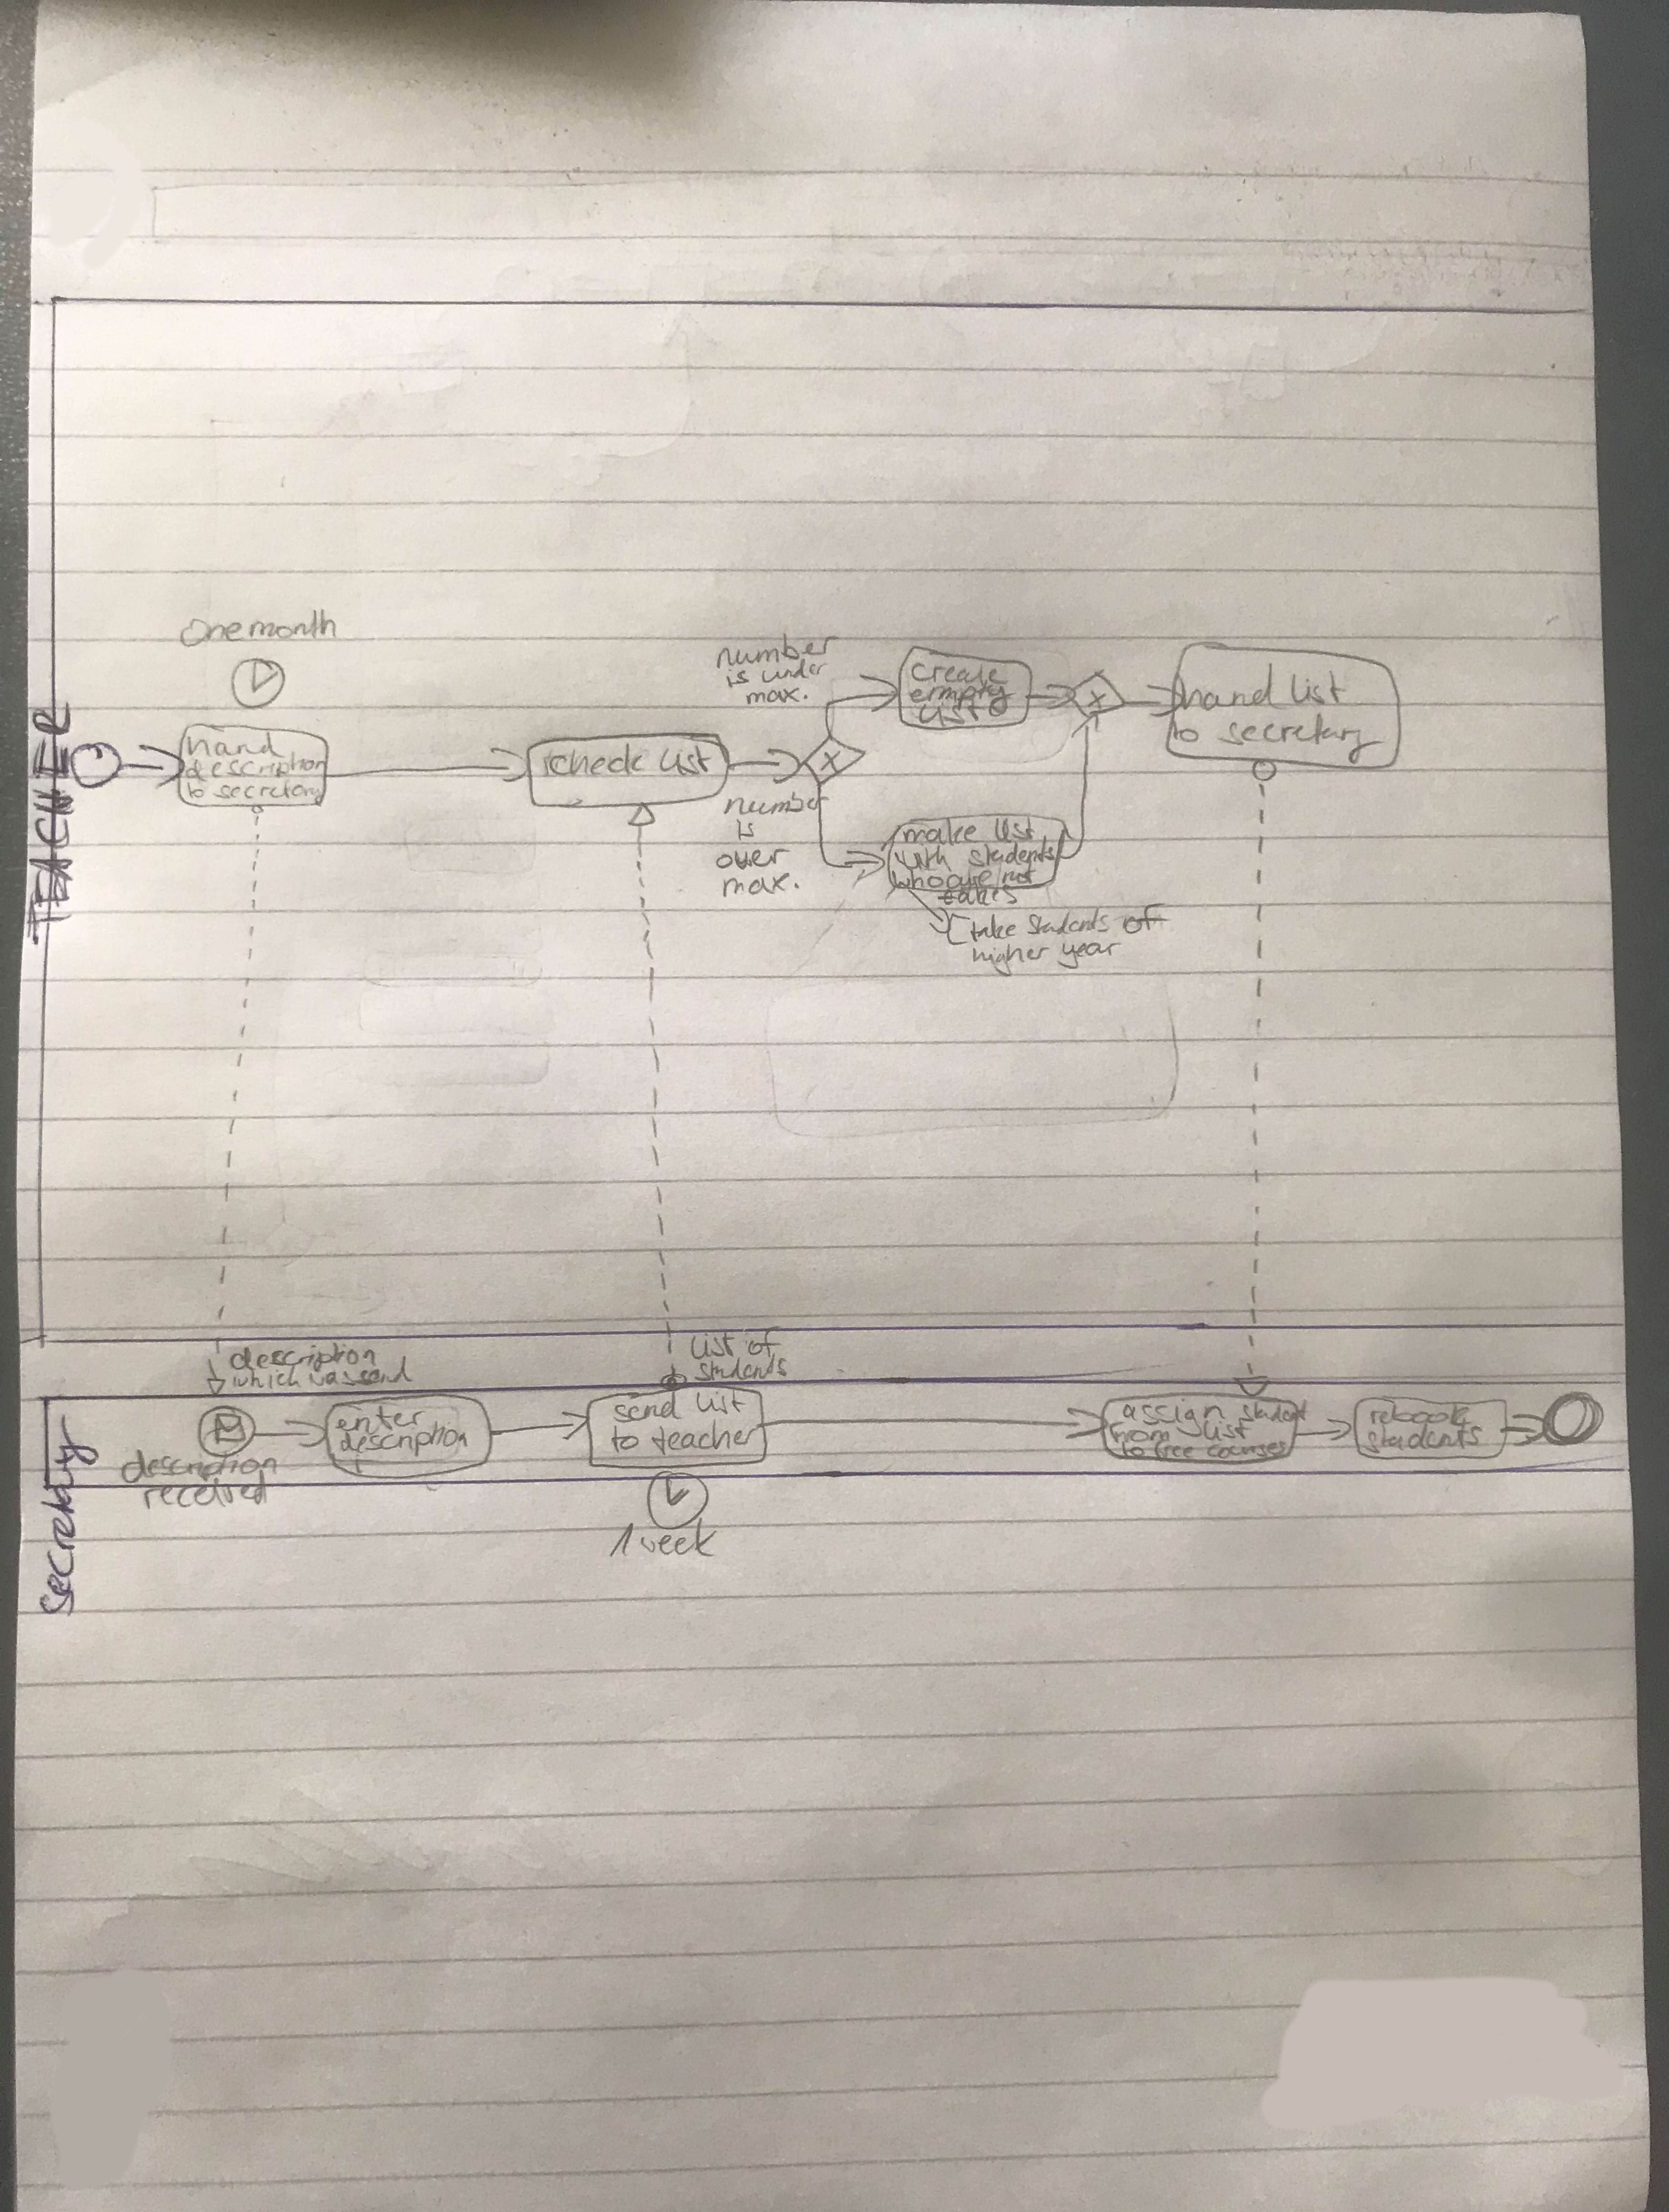 TEACHER
one month
hand
description
to secretary
check list
number
is under
max.
number
is
over
max.
create
empty
list
make list
with students
who are not
takes
take students of
higher year
hand list
to secretary
description
which was send
list of
students
secretary
description
received
enter
description
send list
to teacher
1 week
assign student
from list
to free courses
rebook
students